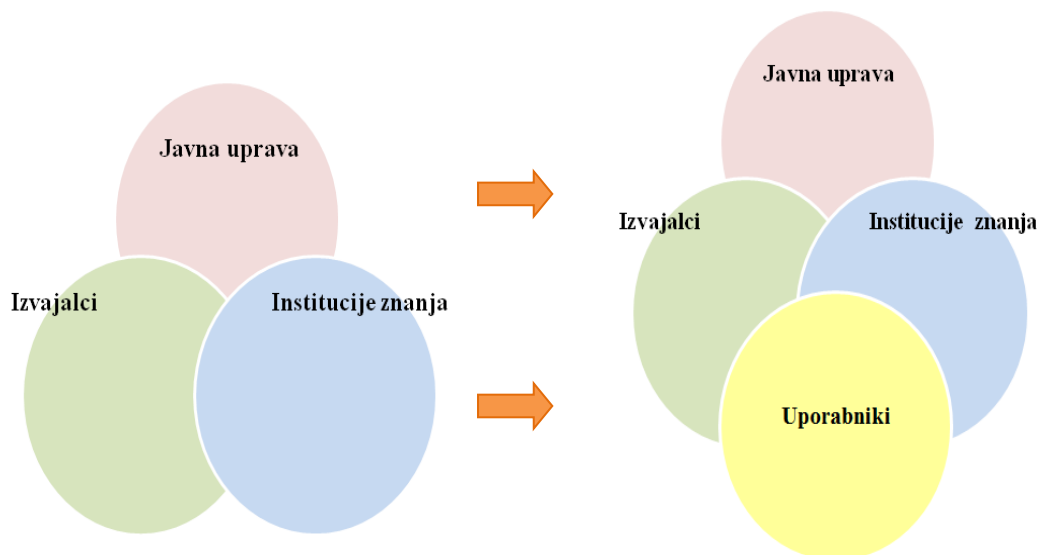 Javna uprava
Izvajalci
Institucije znanja
Javna uprava
Izvajalci
Institucije znanja
Uporabniki